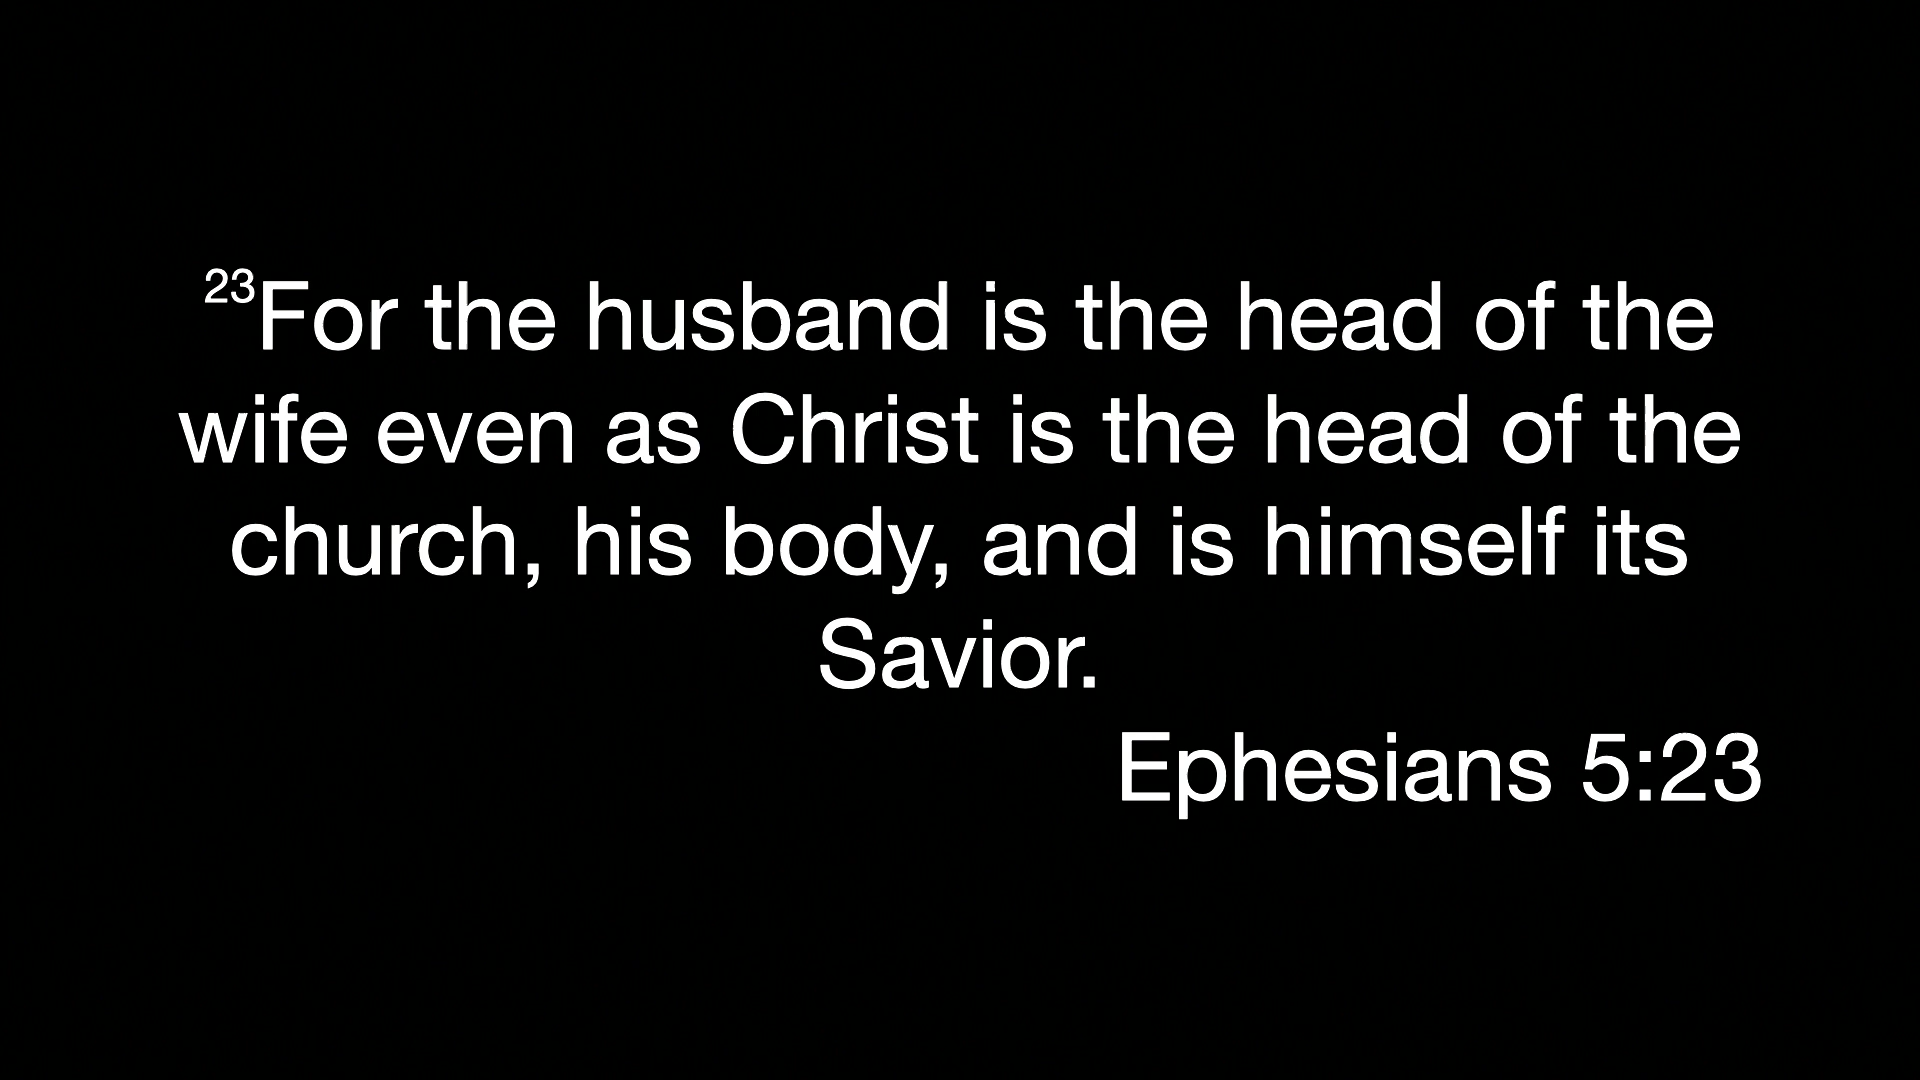 ²³For the husband is the head of the
wife even as Christ is the head of the
church, his body, and is himself its
Savior.
Ephesians 5:23